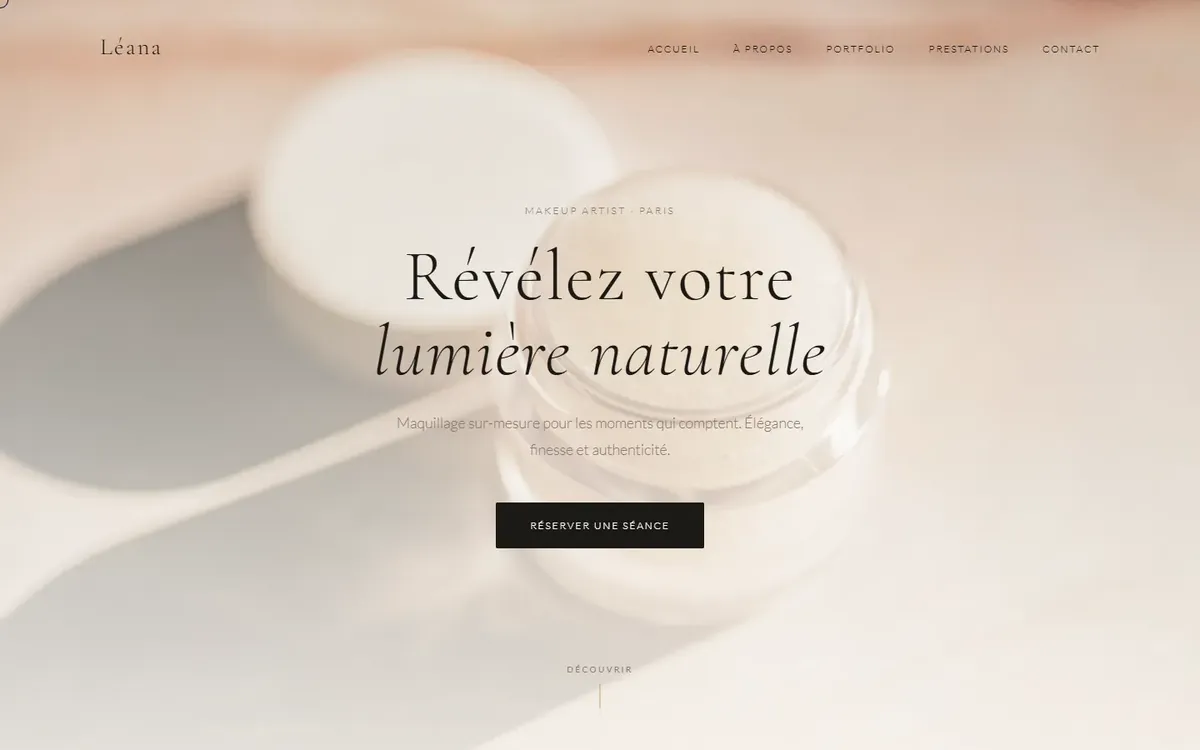 Léana
ACCUEIL
À PROPOS
PORTFOLIO
PRESTATIONS
CONTACT
MAKEUP ARTIST · PARIS
Révélez votre
lumière naturelle
Maquillage sur-mesure pour les moments qui comptent. Élégance,
finesse et authenticité.
RÉSERVER UNE SÉANCE
DÉCOUVRIR